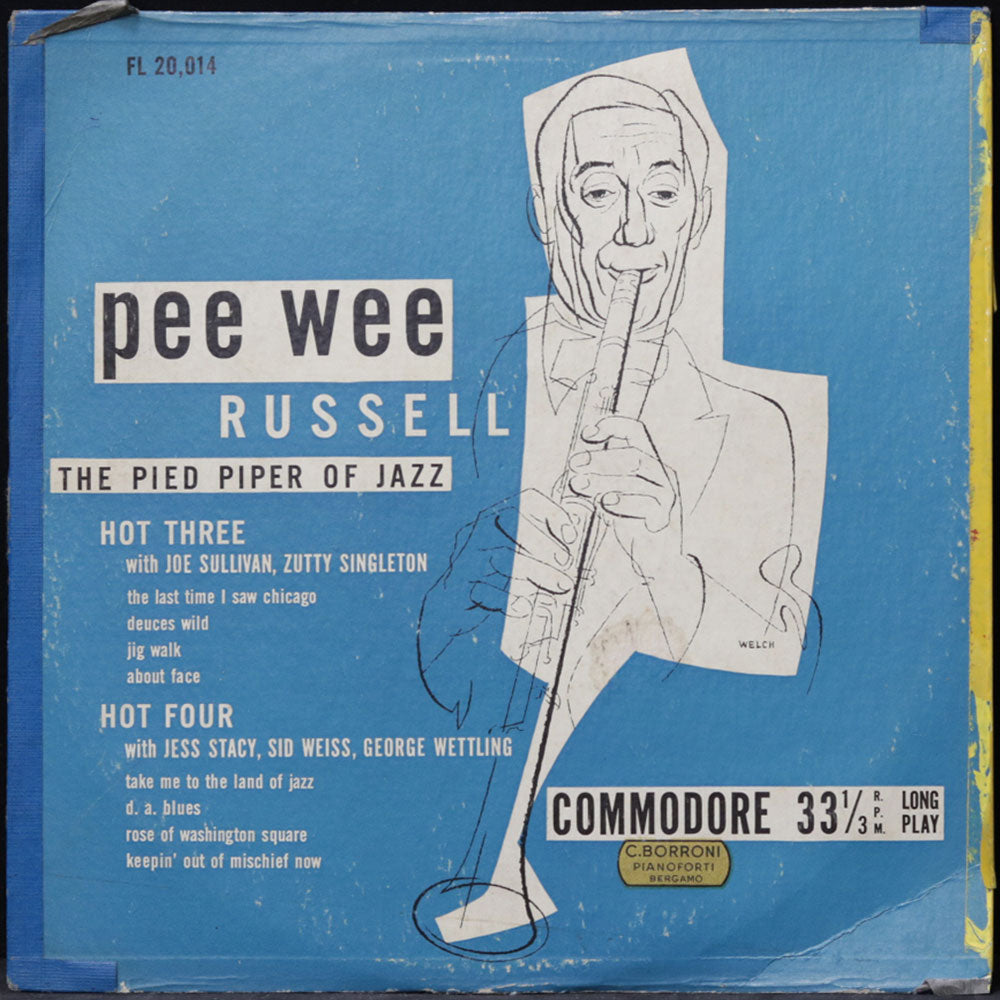 FL 20,014
pee wee
RUSSELL
THE PIED PIPER OF JAZZ
HOT THREE
with JOE SULLIVAN, ZUTTY SINGLETON
the last time I saw chicago
deuces wild
jig walk
about face
HOT FOUR
with JESS STACY, SID WEISS, GEORGE WETTLING
take me to the land of jazz
d. a. blues
rose of washington square
keepin' out of mischief now
WELCH
COMMODORE 33 1/3 R. P. M. LONG PLAY
C. BORRONI
PIANOFORTI
BERGAMO